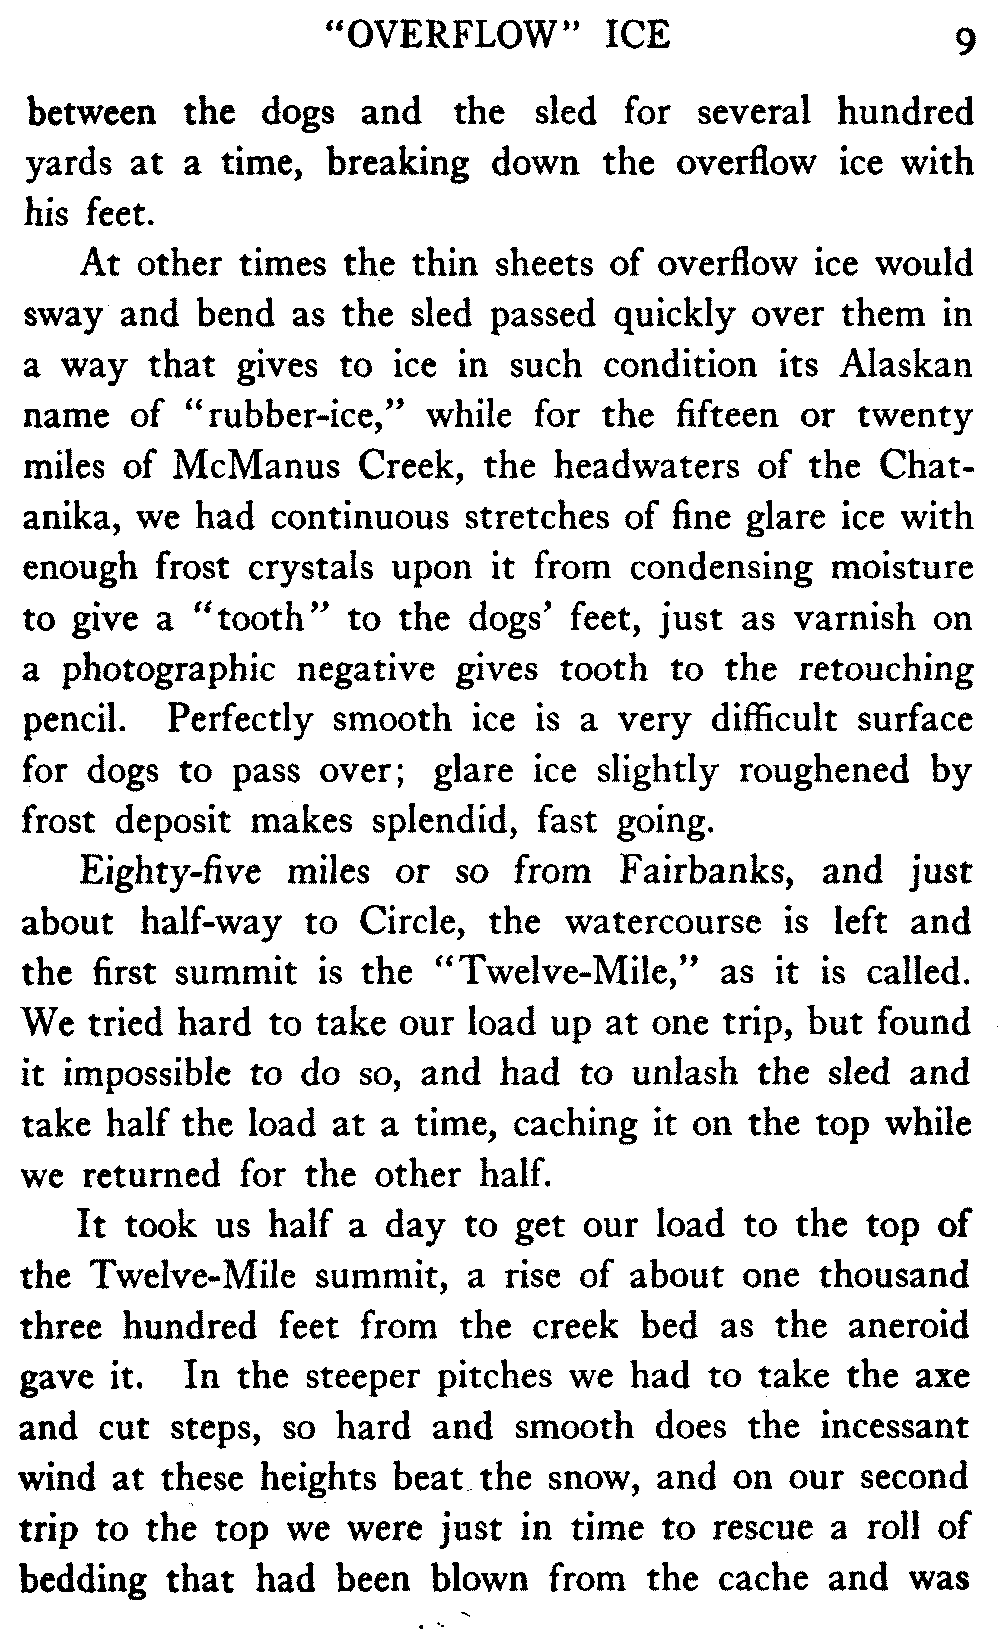 "OVERFLOW" ICE 9
between the dogs and the sled for several hundred
yards at a time, breaking down the overflow ice with
his feet.
At other times the thin sheets of overflow ice would
sway and bend as the sled passed quickly over them in
a way that gives to ice in such condition its Alaskan
name of "rubber-ice," while for the fifteen or twenty
miles of McManus Creek, the headwaters of the Chat-
anika, we had continuous stretches of fine glare ice with
enough frost crystals upon it from condensing moisture
to give a "tooth" to the dogs' feet, just as varnish on
a photographic negative gives tooth to the retouching
pencil. Perfectly smooth ice is a very difficult surface
for dogs to pass over; glare ice slightly roughened by
frost deposit makes splendid, fast going.
Eighty-five miles or so from Fairbanks, and just
about half-way to Circle, the watercourse is left and
the first summit is the "Twelve-Mile," as it is called.
We tried hard to take our load up at one trip, but found
it impossible to do so, and had to unlash the sled and
take half the load at a time, caching it on the top while
we returned for the other half.
It took us half a day to get our load to the top of
the Twelve-Mile summit, a rise of about one thousand
three hundred feet from the creek bed as the aneroid
gave it. In the steeper pitches we had to take the axe
and cut steps, so hard and smooth does the incessant
wind at these heights beat the snow, and on our second
trip to the top we were just in time to rescue a roll of
bedding that had been blown from the cache and was